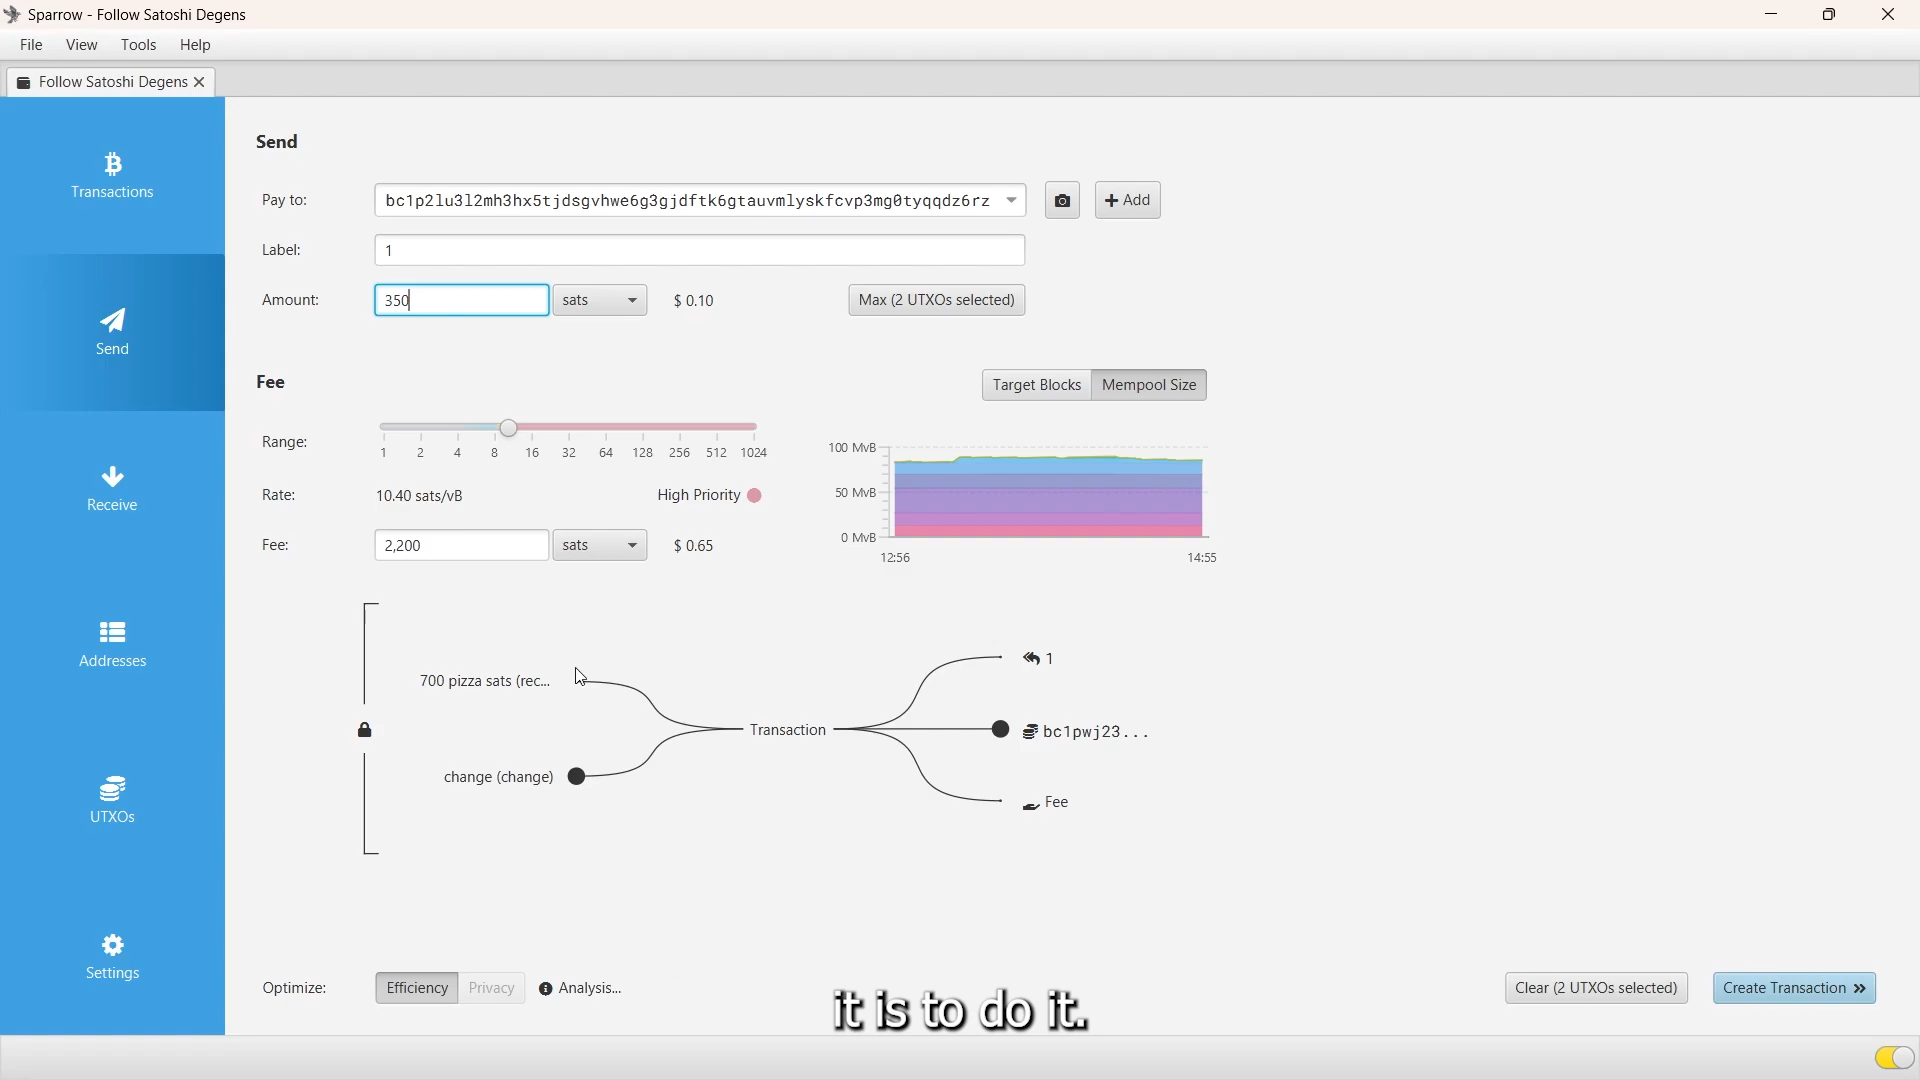 Sparrow - Follow Satoshi Degens
File View Tools Help
Follow Satoshi Degens
Transactions
Send
Receive
Addresses
UTXOs
Settings
Send
Pay to: bc1p2lu3l2mh3hx5tjdsgvhwe6g3gjdftk6gtauvmlyskfcvp3mg0tyqqdz6rz + Add
Label: 1
Amount: 350 sats $ 0.10 Max (2 UTXOs selected)
Fee Target Blocks Mempool Size
Range: 1 2 4 8 16 32 64 128 256 512 1024
Rate: 10.40 sats/vB High Priority
Fee: 2,200 sats $ 0.65
100 MvB
50 MvB
0 MvB
12:56 14:55
700 pizza sats (rec...
change (change)
Transaction
1
bc1pwj23...
Fee
Optimize: Efficiency Privacy Analysis... Clear (2 UTXOs selected) Create Transaction »
it is to do it.